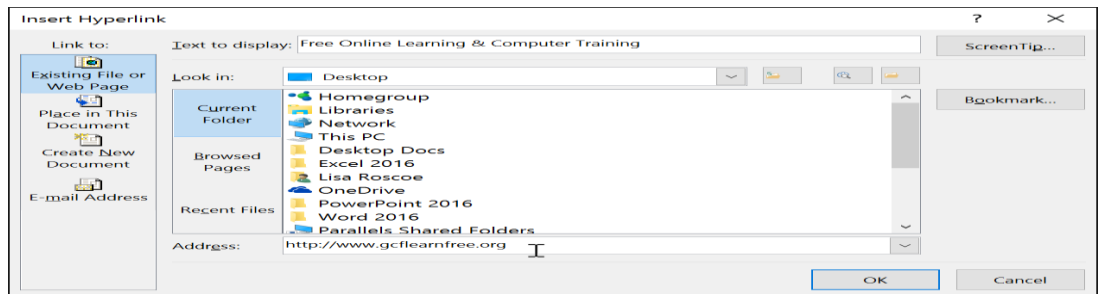 Insert Hyperlink
?
Link to:
Text to display: Free Online Learning & Computer Training
ScreenTip...
Existing File or
Web Page
Look in:
Desktop
Place in This
Document
Create New
Document
E-mail Address
Current
Folder
Browsed
Pages
Recent Files
Homegroup
Libraries
Network
This PC
Desktop Docs
Excel 2016
Lisa Roscoe
OneDrive
PowerPoint 2016
Word 2016
Parallels Shared Folders
Bookmark...
Address: http://www.gcflearnfree.org
OK
Cancel